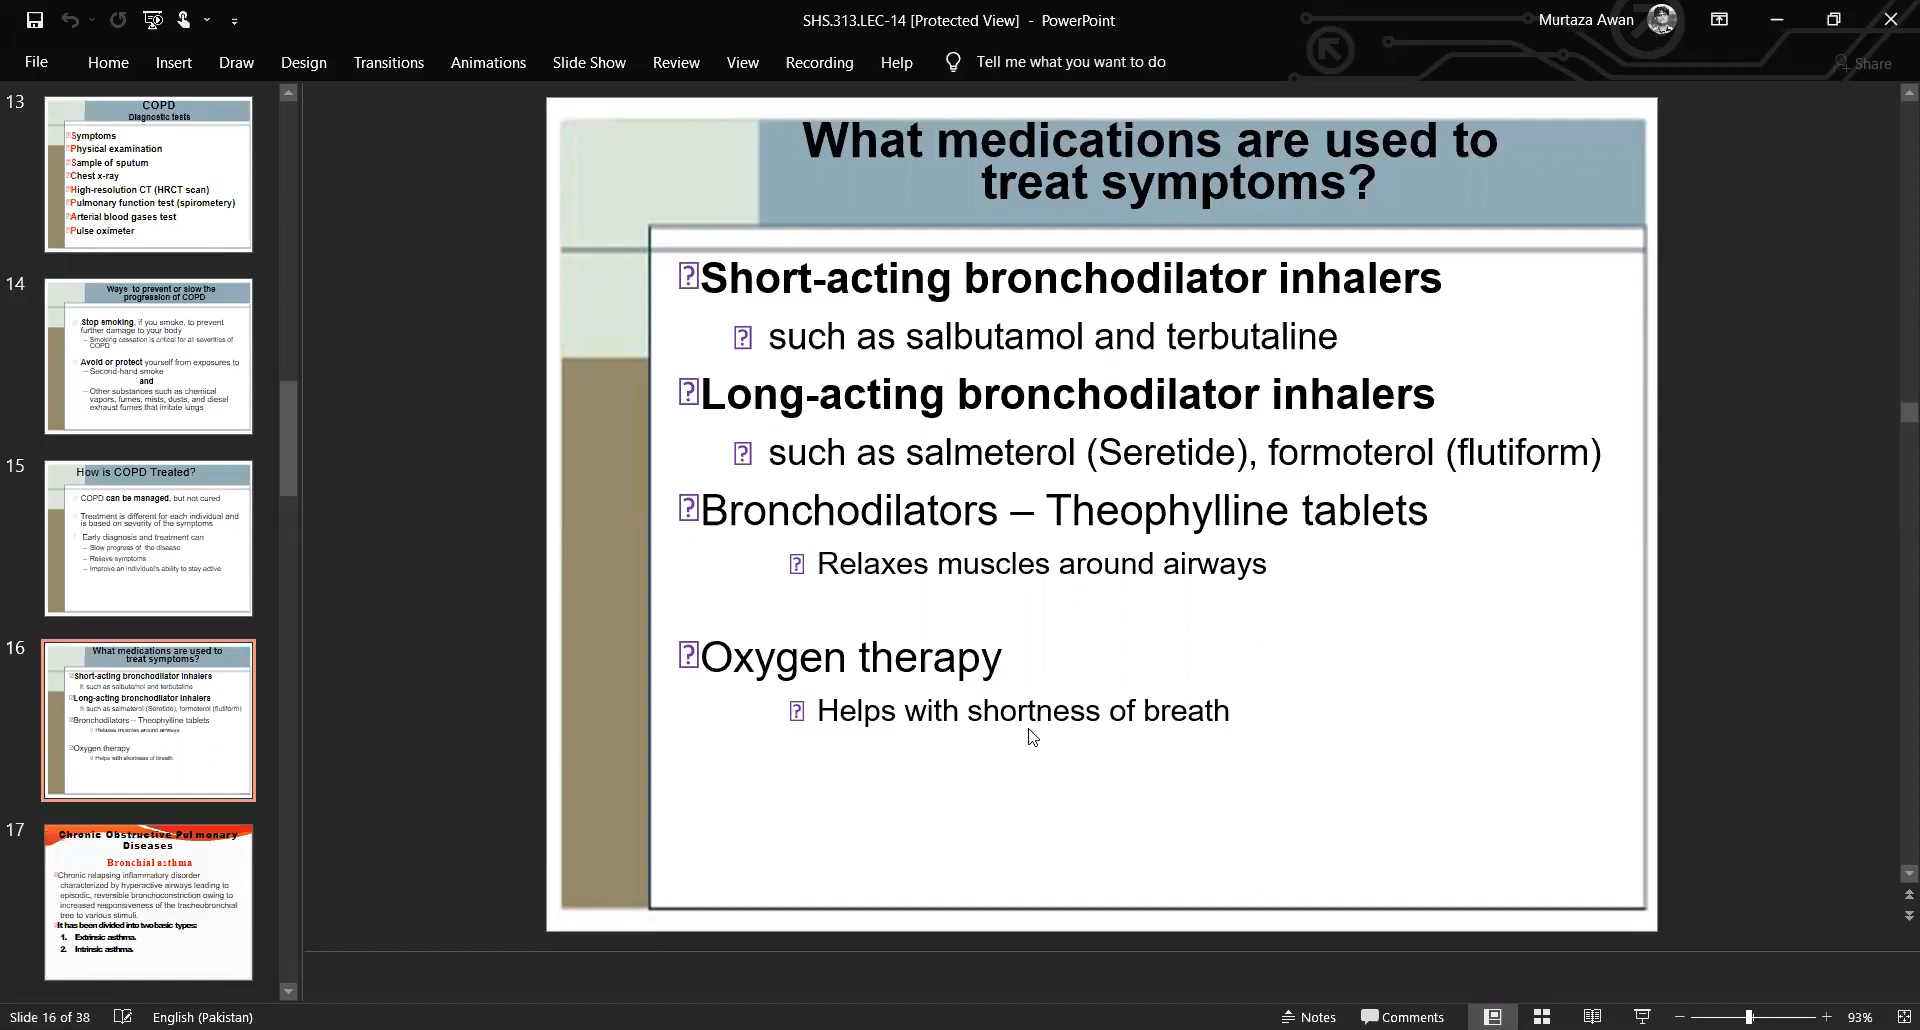 SHS.313.LEC-14 [Protected View] - PowerPoint
Murtaza Awan
File Home Insert Draw Design Transitions Animations Slide Show Review View Recording Help Tell me what you want to do
Share
13
COPD
Diagnostic tests
Symptoms
Physical examination
Sample of sputum
Chest x-ray
High-resolution CT (HRCT scan)
Pulmonary function test (spirometery)
Arterial blood gases test
Pulse oximeter
14
Ways to prevent or slow the
progression of COPD
Stop smoking, if you smoke, to prevent
further damage to your body
– Smoking cessation is critical for all severities of
COPD
Avoid or protect yourself from exposures to
– Second-hand smoke
and
– Other substances such as chemical
vapors, fumes, mists, dusts, and diesel
exhaust fumes that irritate lungs
15
How is COPD Treated?
COPD can be managed, but not cured
Treatment is different for each individual and
is based on severity of the symptoms
Early diagnosis and treatment can
– Slow progress of the disease
– Relieve symptoms
– Improve an individual's ability to stay active
16
What medications are used to
treat symptoms?
Short-acting bronchodilator inhalers
such as salbutamol and terbutaline
Long-acting bronchodilator inhalers
such as salmeterol (Seretide), formoterol (flutiform)
Bronchodilators – Theophylline tablets
Relaxes muscles around airways
Oxygen therapy
Helps with shortness of breath
17
Chronic Obstructive Pulmonary
Diseases
Bronchial asthma
Chronic relapsing inflammatory disorder
characterized by hyperactive airways leading to
episodic, reversible bronchoconstriction owing to
increased responsiveness of the tracheobronchial
tree to various stimuli.
It has been divided into two basic types:
1. Extrinsic asthma.
2. Intrinsic asthma.
What medications are used to
treat symptoms?
Short-acting bronchodilator inhalers
such as salbutamol and terbutaline
Long-acting bronchodilator inhalers
such as salmeterol (Seretide), formoterol (flutiform)
Bronchodilators – Theophylline tablets
Relaxes muscles around airways
Oxygen therapy
Helps with shortness of breath
Slide 16 of 38 English (Pakistan) Notes Comments 93%